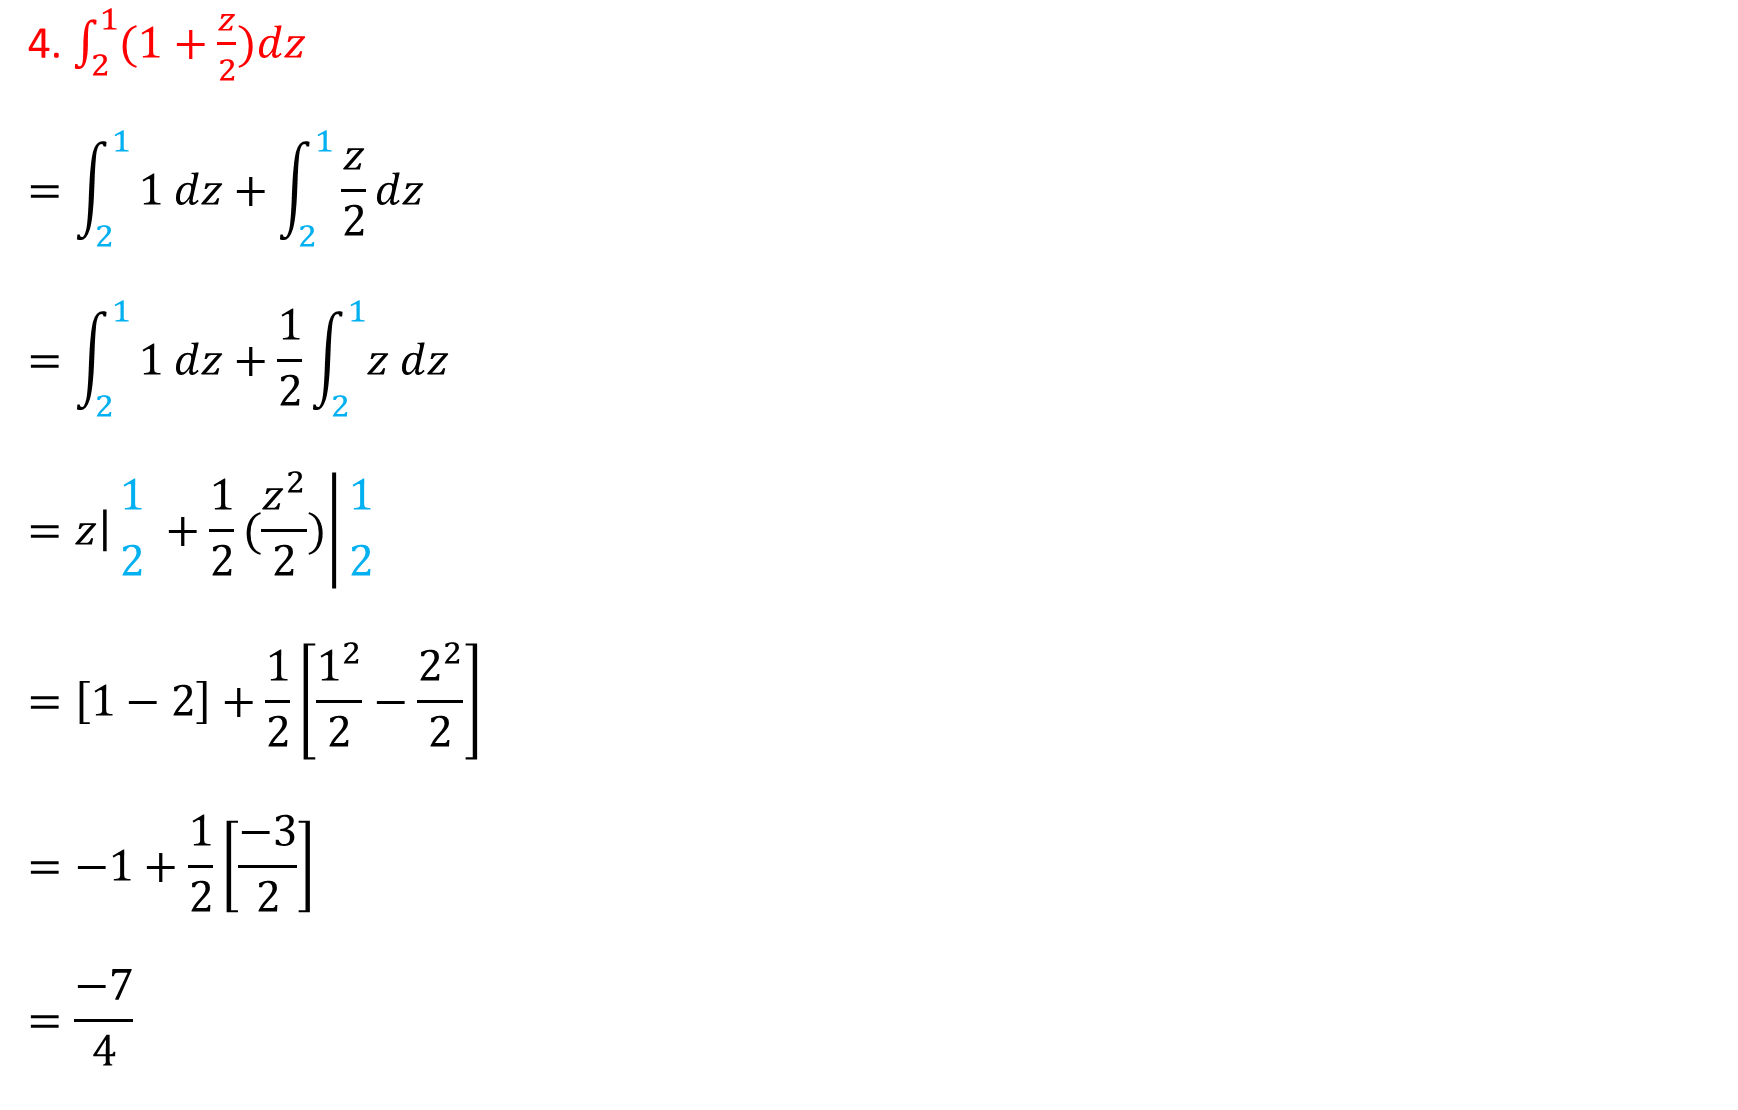 4. ∫₂¹(1 + z/2)dz
= ∫₂¹ 1 dz + ∫₂¹ z/2 dz
= ∫₂¹ 1 dz + 1/2 ∫₂¹ z dz
= z|₂¹ + 1/2 (z²/2)|₂¹
= [1 − 2] + 1/2 [1²/2 − 2²/2]
= −1 + 1/2 [−3/2]
= −7/4